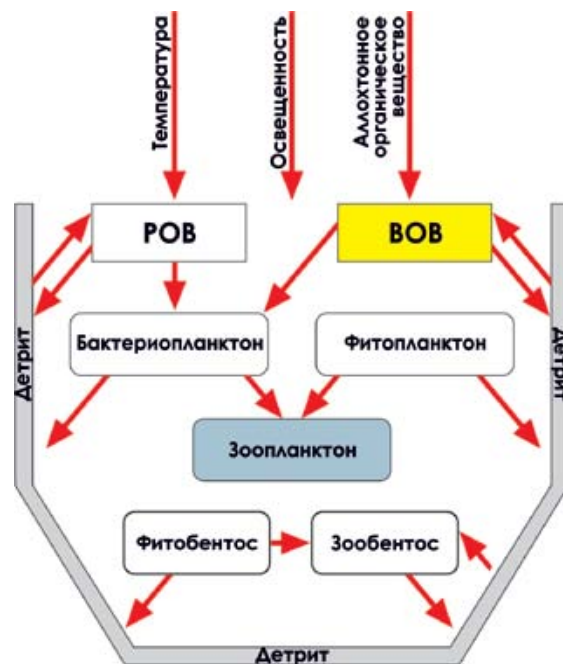 Температура
Освещенность
Аллохтонное
органическое
вещество
РОВ
ВОВ
Бактериопланктон
Фитопланктон
Детрит
Детрит
Зоопланктон
Фитобентос
Зообентос
Детрит